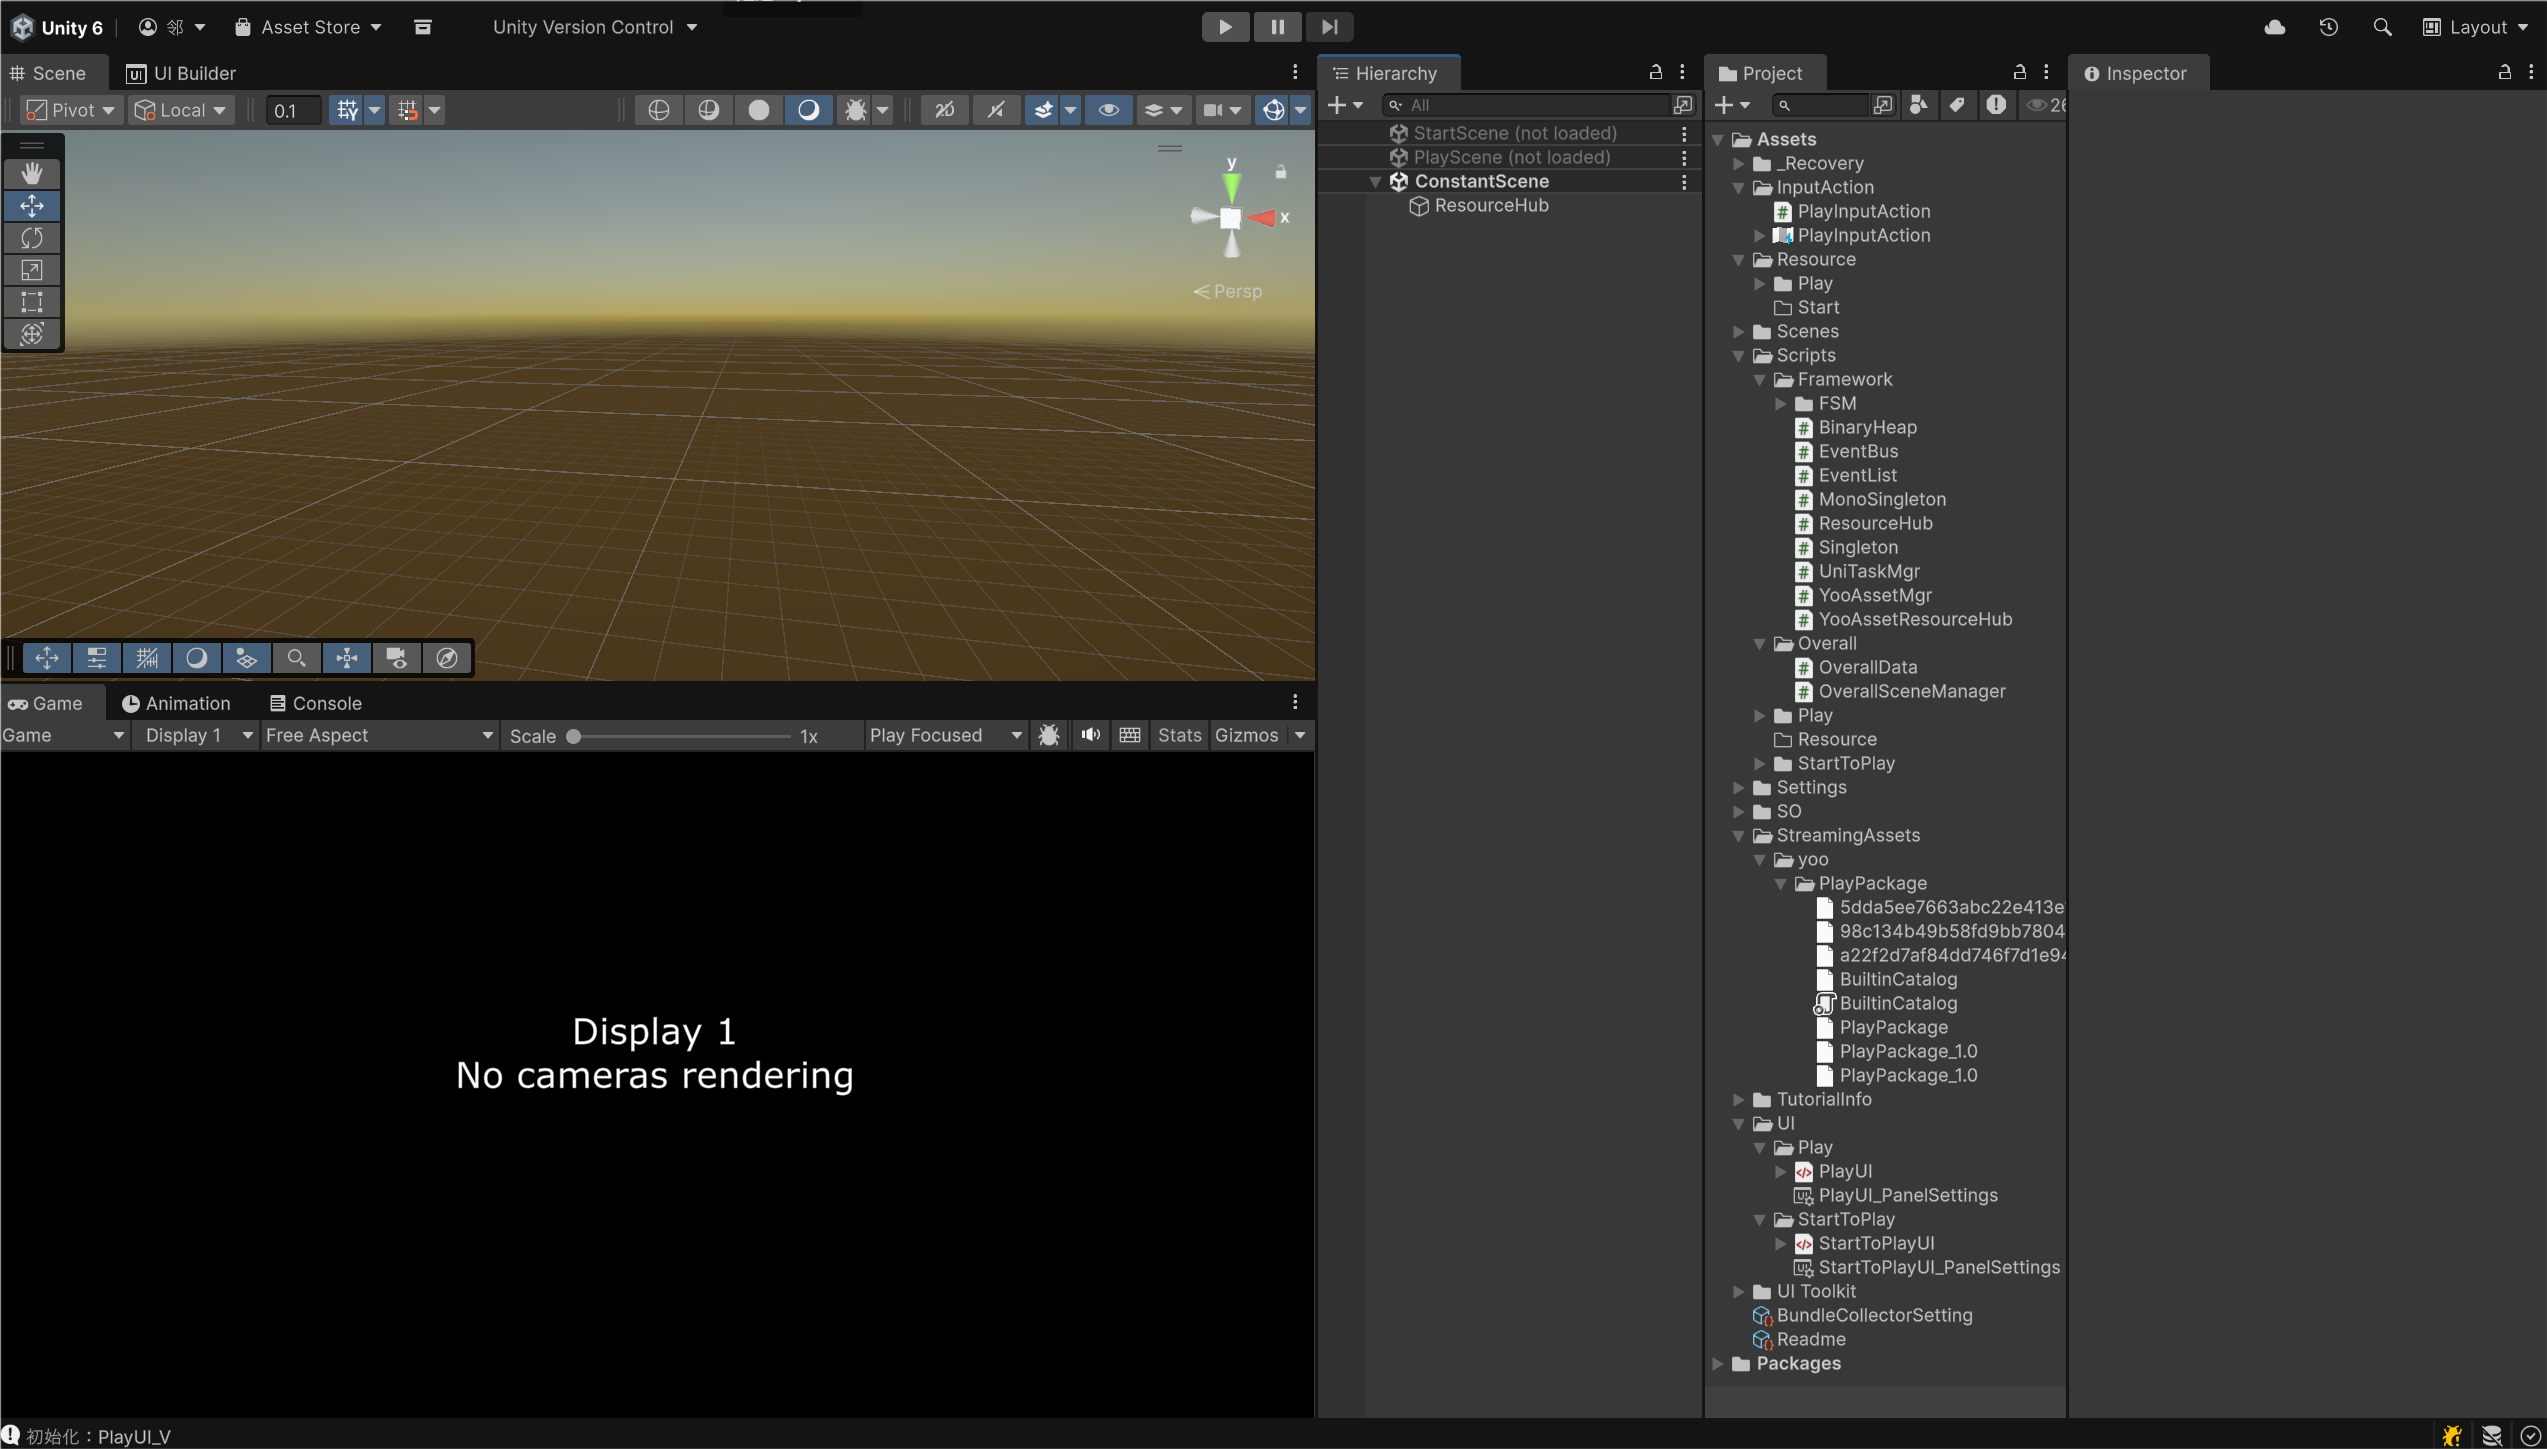 Unity 6 邻 Asset Store Unity Version Control Layout
Scene UI Builder
Pivot Local 0.1 2D
y
x
Persp
Game Animation Console
Game Display 1 Free Aspect Scale 1x Play Focused Stats Gizmos
Display 1
No cameras rendering
Hierarchy
All
StartScene (not loaded)
PlayScene (not loaded)
ConstantScene
ResourceHub
Project
26
Assets
_Recovery
InputAction
PlayInputAction
PlayInputAction
Resource
Play
Start
Scenes
Scripts
Framework
FSM
BinaryHeap
EventBus
EventList
MonoSingleton
ResourceHub
Singleton
UniTaskMgr
YooAssetMgr
YooAssetResourceHub
Overall
OverallData
OverallSceneManager
Play
Resource
StartToPlay
Settings
SO
StreamingAssets
yoo
PlayPackage
5dda5ee7663abc22e413e
98c134b49b58fd9bb7804
a22f2d7af84dd746f7d1e94
BuiltinCatalog
BuiltinCatalog
PlayPackage
PlayPackage_1.0
PlayPackage_1.0
TutorialInfo
UI
Play
PlayUI
PlayUI_PanelSettings
StartToPlay
StartToPlayUI
StartToPlayUI_PanelSettings
UI Toolkit
BundleCollectorSetting
Readme
Packages
Inspector
初始化：PlayUI_V